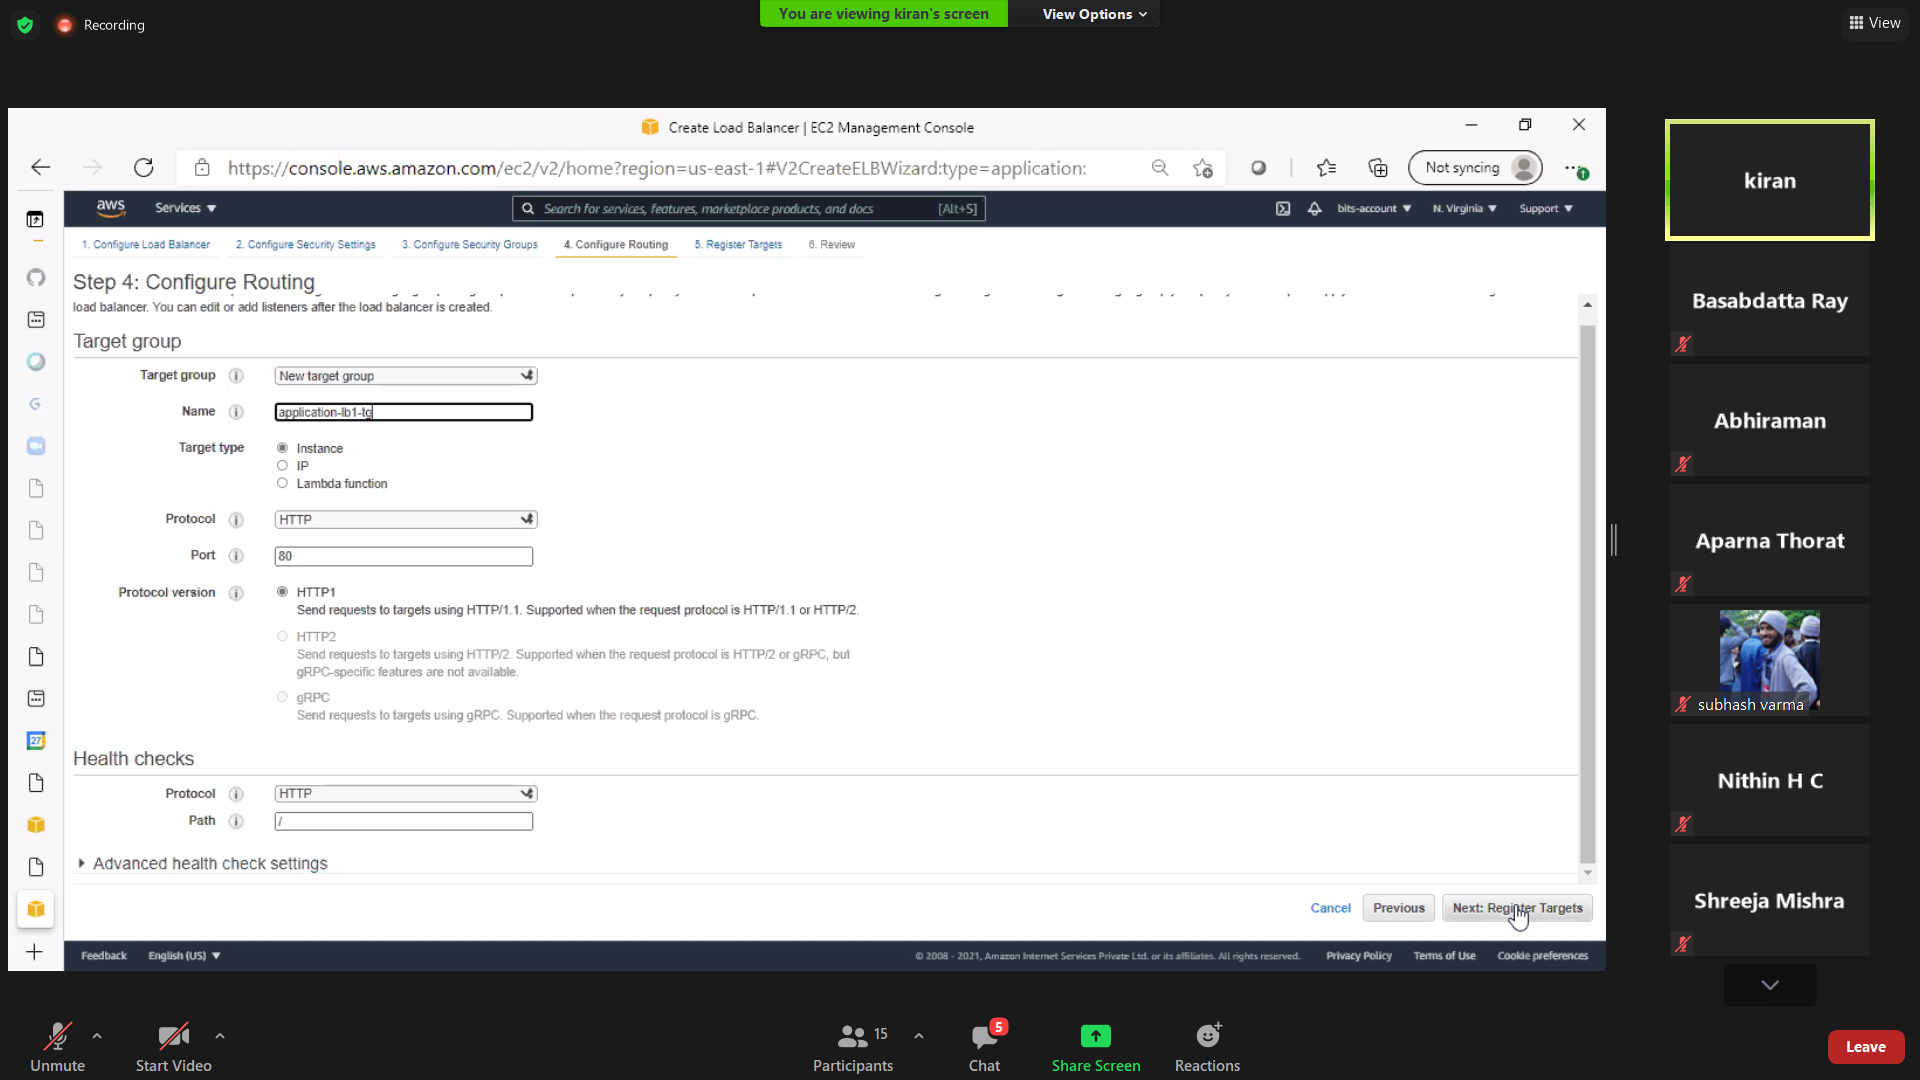 Recording
You are viewing kiran's screen
View Options
View
Create Load Balancer | EC2 Management Console
https://console.aws.amazon.com/ec2/v2/home?region=us-east-1#V2CreateELBWizard:type=application:
Not syncing
aws
Services
Search for services, features, marketplace products, and docs
[Alt+S]
bits-account
N. Virginia
Support
1. Configure Load Balancer
2. Configure Security Settings
3. Configure Security Groups
4. Configure Routing
5. Register Targets
6. Review
Step 4: Configure Routing
load balancer. You can edit or add listeners after the load balancer is created.
Target group
Target group
New target group
Name
application-lb1-tg
Target type
Instance
IP
Lambda function
Protocol
HTTP
Port
80
Protocol version
HTTP1
Send requests to targets using HTTP/1.1. Supported when the request protocol is HTTP/1.1 or HTTP/2.
HTTP2
Send requests to targets using HTTP/2. Supported when the request protocol is HTTP/2 or gRPC, but
gRPC-specific features are not available.
gRPC
Send requests to targets using gRPC. Supported when the request protocol is gRPC.
Health checks
Protocol
HTTP
Path
/
Advanced health check settings
Cancel
Previous
Next: Register Targets
Feedback
English (US)
© 2008 - 2021, Amazon Internet Services Private Ltd. or its affiliates. All rights reserved.
Privacy Policy
Terms of Use
Cookie preferences
G
27
kiran
Basabdatta Ray
Abhiraman
Aparna Thorat
subhash varma
Nithin H C
Shreeja Mishra
Unmute
Start Video
Participants
15
Chat
5
Share Screen
Reactions
Leave